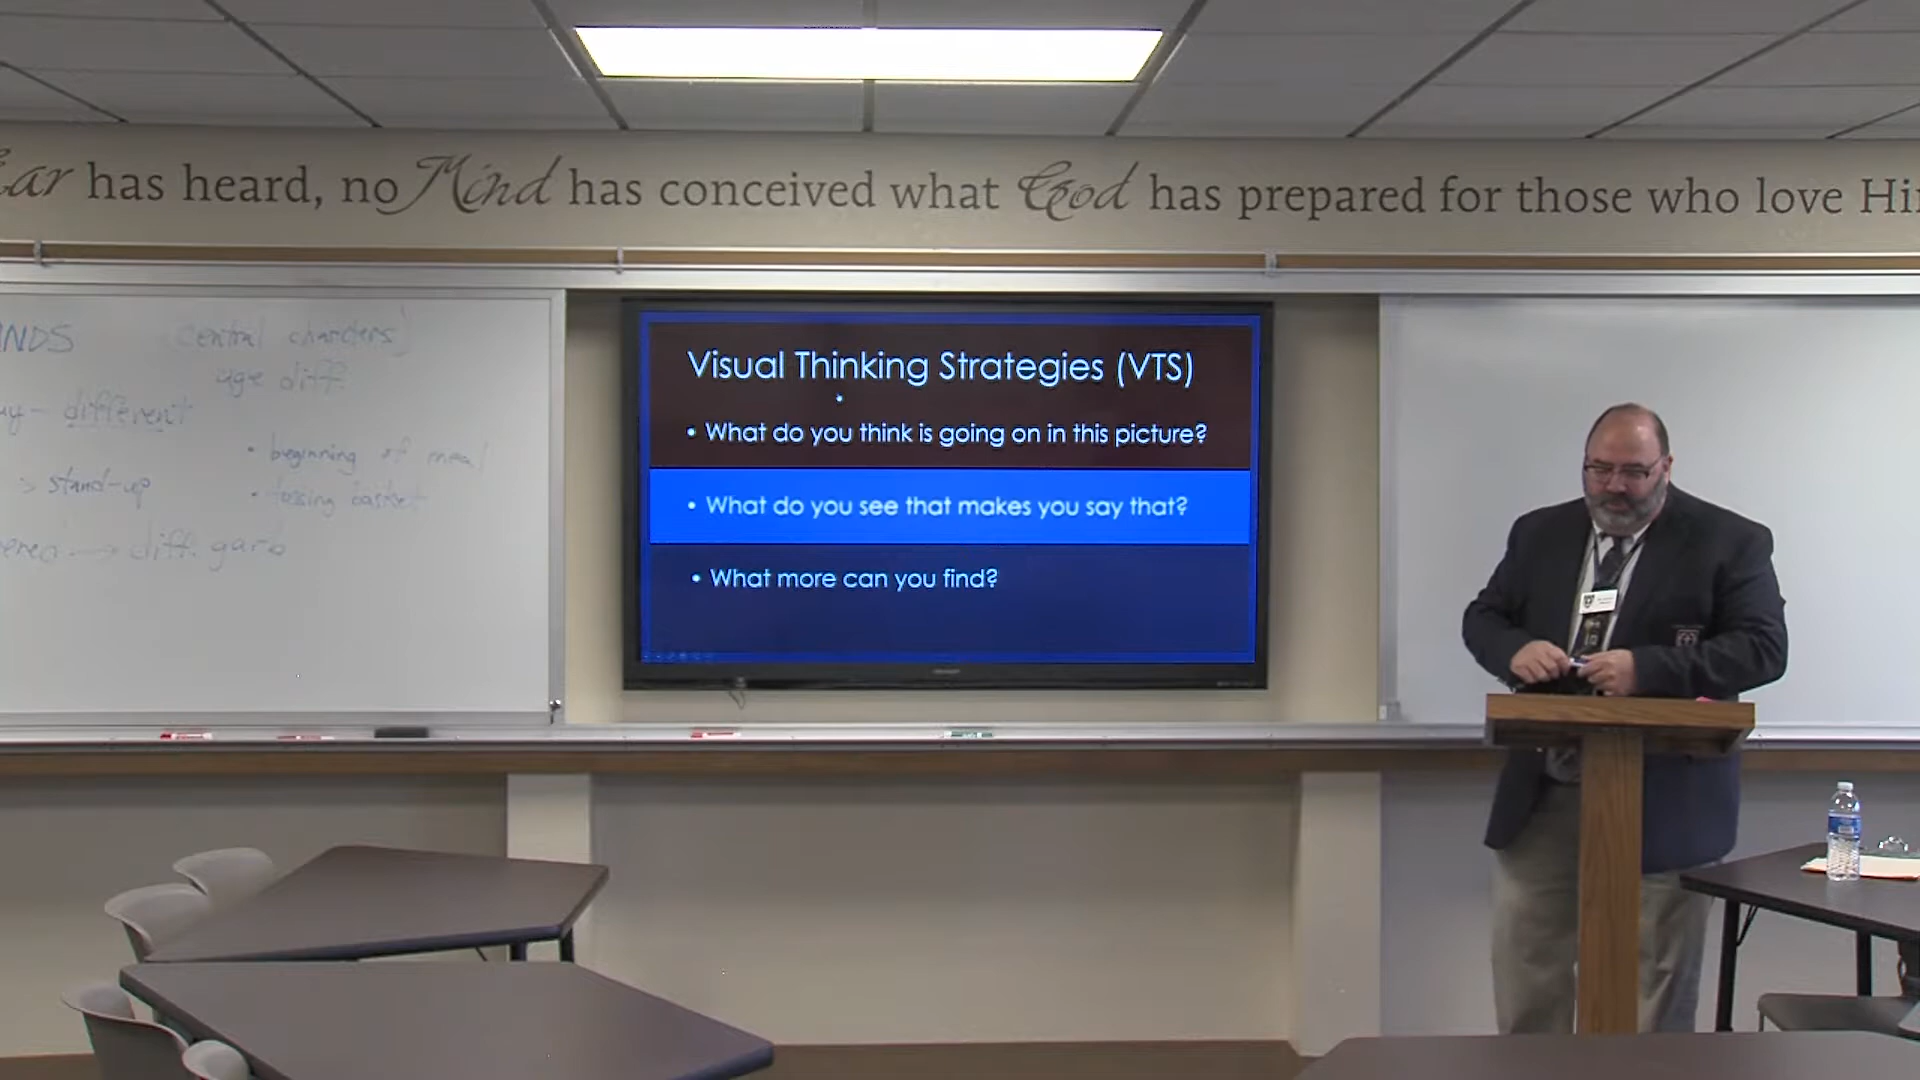 has heard, no Mind has conceived what God has prepared for those who love
central
age diff.
different
• beginning of meal
> stand-up
• tossing basket
→ diff. garb
Visual Thinking Strategies (VTS)
• What do you think is going on in this picture?
• What do you see that makes you say that?
• What more can you find?